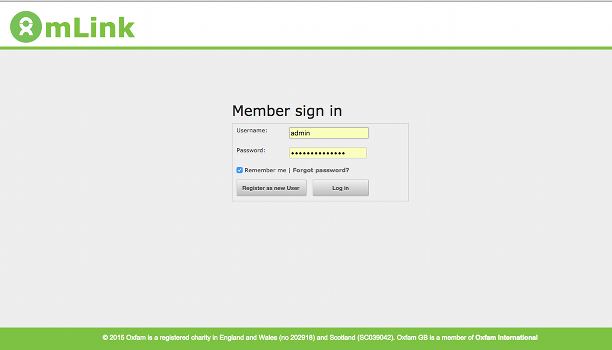 OmLink
Member sign in
Username: admin
Password: ••••••••••••••
Remember me | Forgot password?
Register as new User Log in
© 2015 Oxfam is a registered charity in England and Wales (no 202918) and Scotland (SC039042). Oxfam GB is a member of Oxfam International